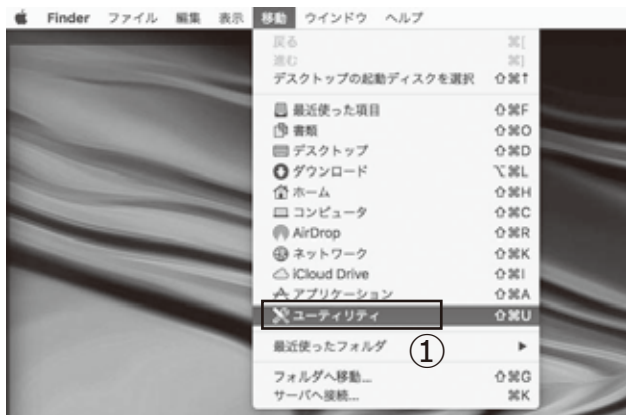 Finder ファイル 編集 表示 移動 ウインドウ ヘルプ
戻る ⌘[
進む ⌘]
デスクトップの起動ディスクを選択 ⇧⌘↑
最近使った項目 ⇧⌘F
書類 ⇧⌘O
デスクトップ ⇧⌘D
ダウンロード ⌥⌘L
ホーム ⇧⌘H
コンピュータ ⇧⌘C
AirDrop ⇧⌘R
ネットワーク ⇧⌘K
iCloud Drive ⇧⌘I
アプリケーション ⇧⌘A
ユーティリティ ⇧⌘U
最近使ったフォルダ ▶
①
フォルダへ移動... ⇧⌘G
サーバへ接続... ⌘K